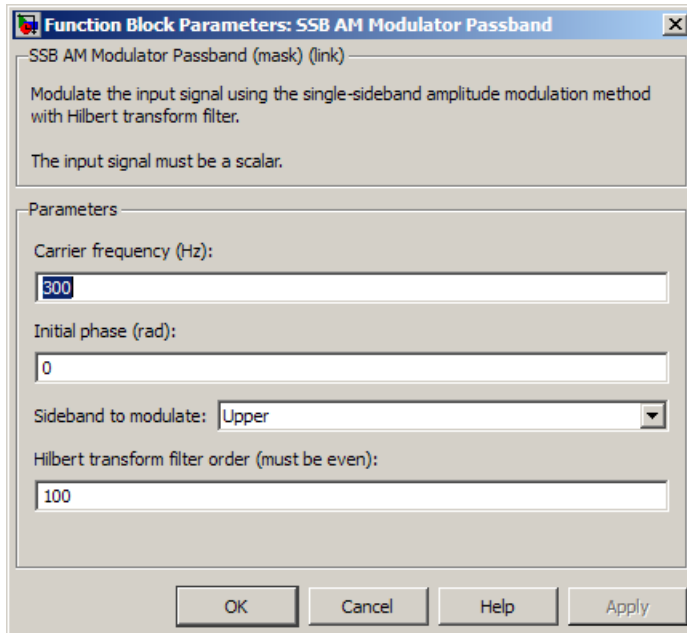 Function Block Parameters: SSB AM Modulator Passband
SSB AM Modulator Passband (mask) (link)
Modulate the input signal using the single-sideband amplitude modulation method
with Hilbert transform filter.
The input signal must be a scalar.
Parameters
Carrier frequency (Hz):
300
Initial phase (rad):
0
Sideband to modulate: Upper
Hilbert transform filter order (must be even):
100
OK Cancel Help Apply